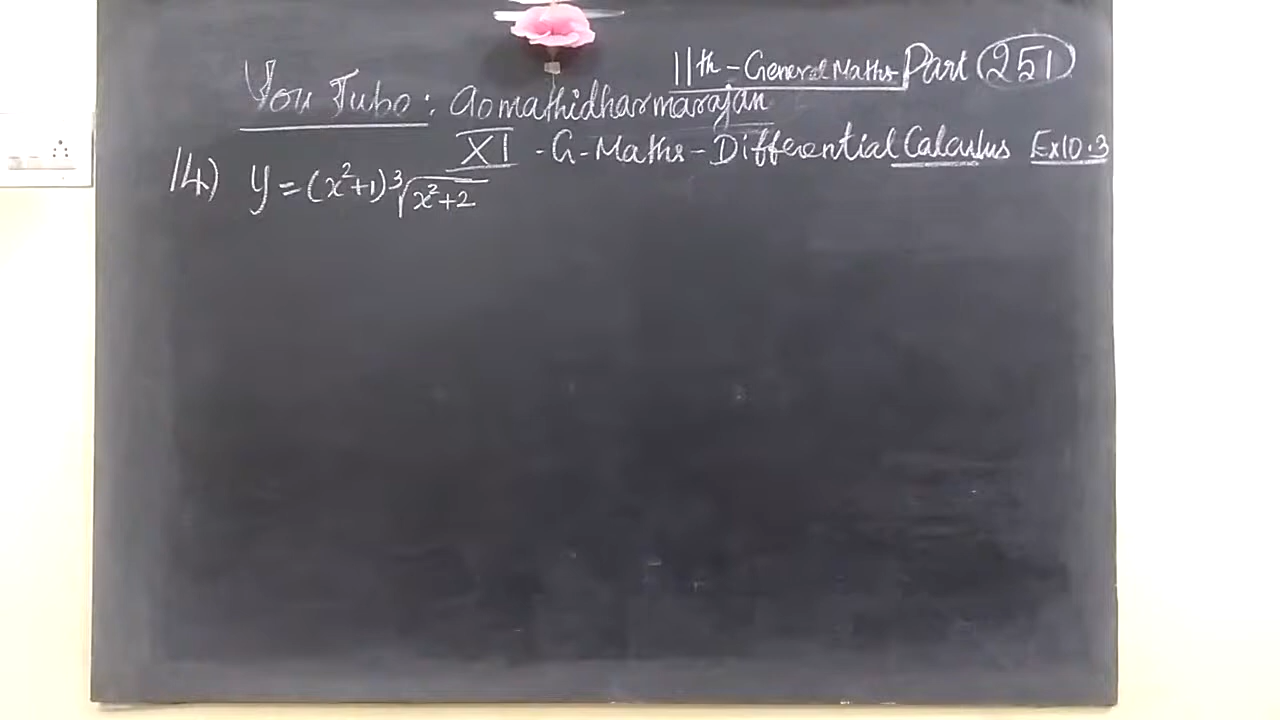 11th - General Maths Part 251
You Tube : Gomathidharmarajan
XI - G - Maths - Differential Calculus Ex10.3
14) y = (x²+1) ∛(x²+2)